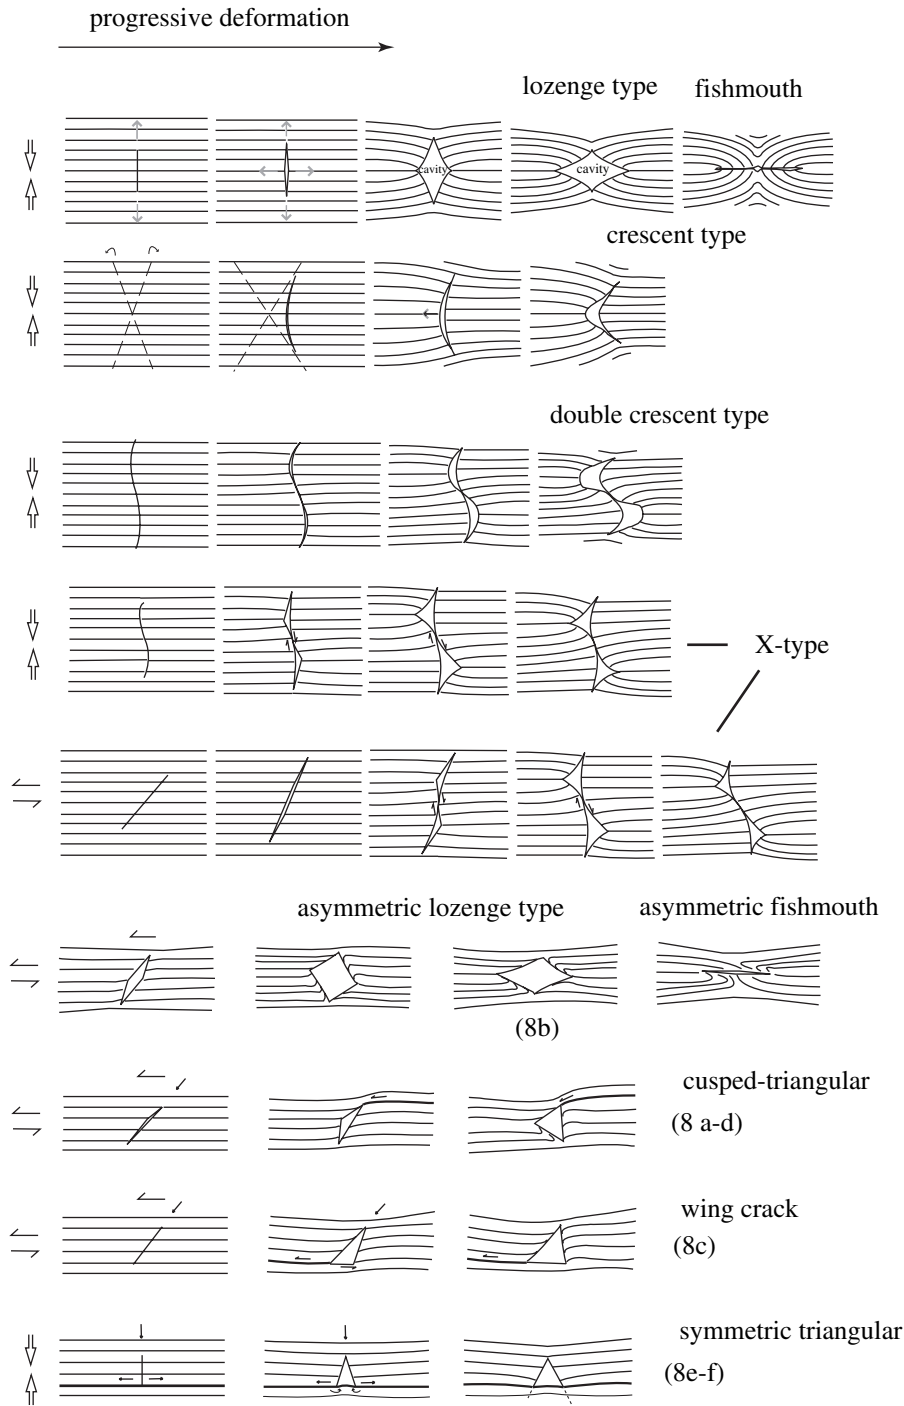 progressive deformation
lozenge type
fishmouth
cavity
cavity
crescent type
double crescent type
X-type
asymmetric lozenge type
asymmetric fishmouth
(8b)
cusped-triangular
(8 a-d)
wing crack
(8c)
symmetric triangular
(8e-f)